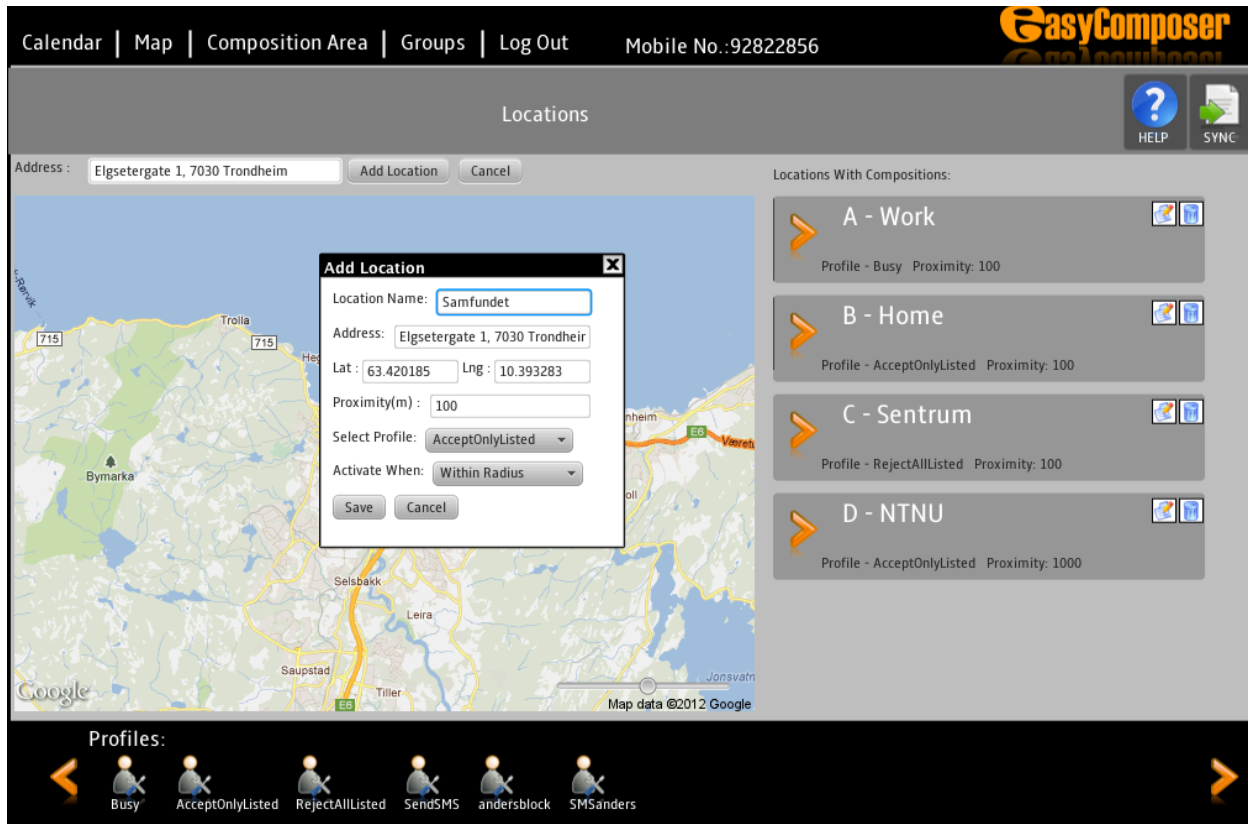 Calendar | Map | Composition Area | Groups | Log Out Mobile No.:92822856
EasyComposer
Locations
HELP
SYNC
Address :
Elgsetergate 1, 7030 Trondheim
Add Location
Cancel
Trolla
715
715
Bymarka
E6
Selsbakk
Leira
Saupstad
Tiller
E6
Google
Map data ©2012 Google
Add Location
Location Name: Samfundet
Address: Elgsetergate 1, 7030 Trondheir
Lat : 63.420185 Lng : 10.393283
Proximity(m) : 100
Select Profile: AcceptOnlyListed
Activate When: Within Radius
Save Cancel
Locations With Compositions:
A - Work
Profile - Busy Proximity: 100
B - Home
Profile - AcceptOnlyListed Proximity: 100
C - Sentrum
Profile - RejectAllListed Proximity: 100
D - NTNU
Profile - AcceptOnlyListed Proximity: 1000
Profiles:
Busy
AcceptOnlyListed
RejectAllListed
SendSMS
andersblock
SMSanders